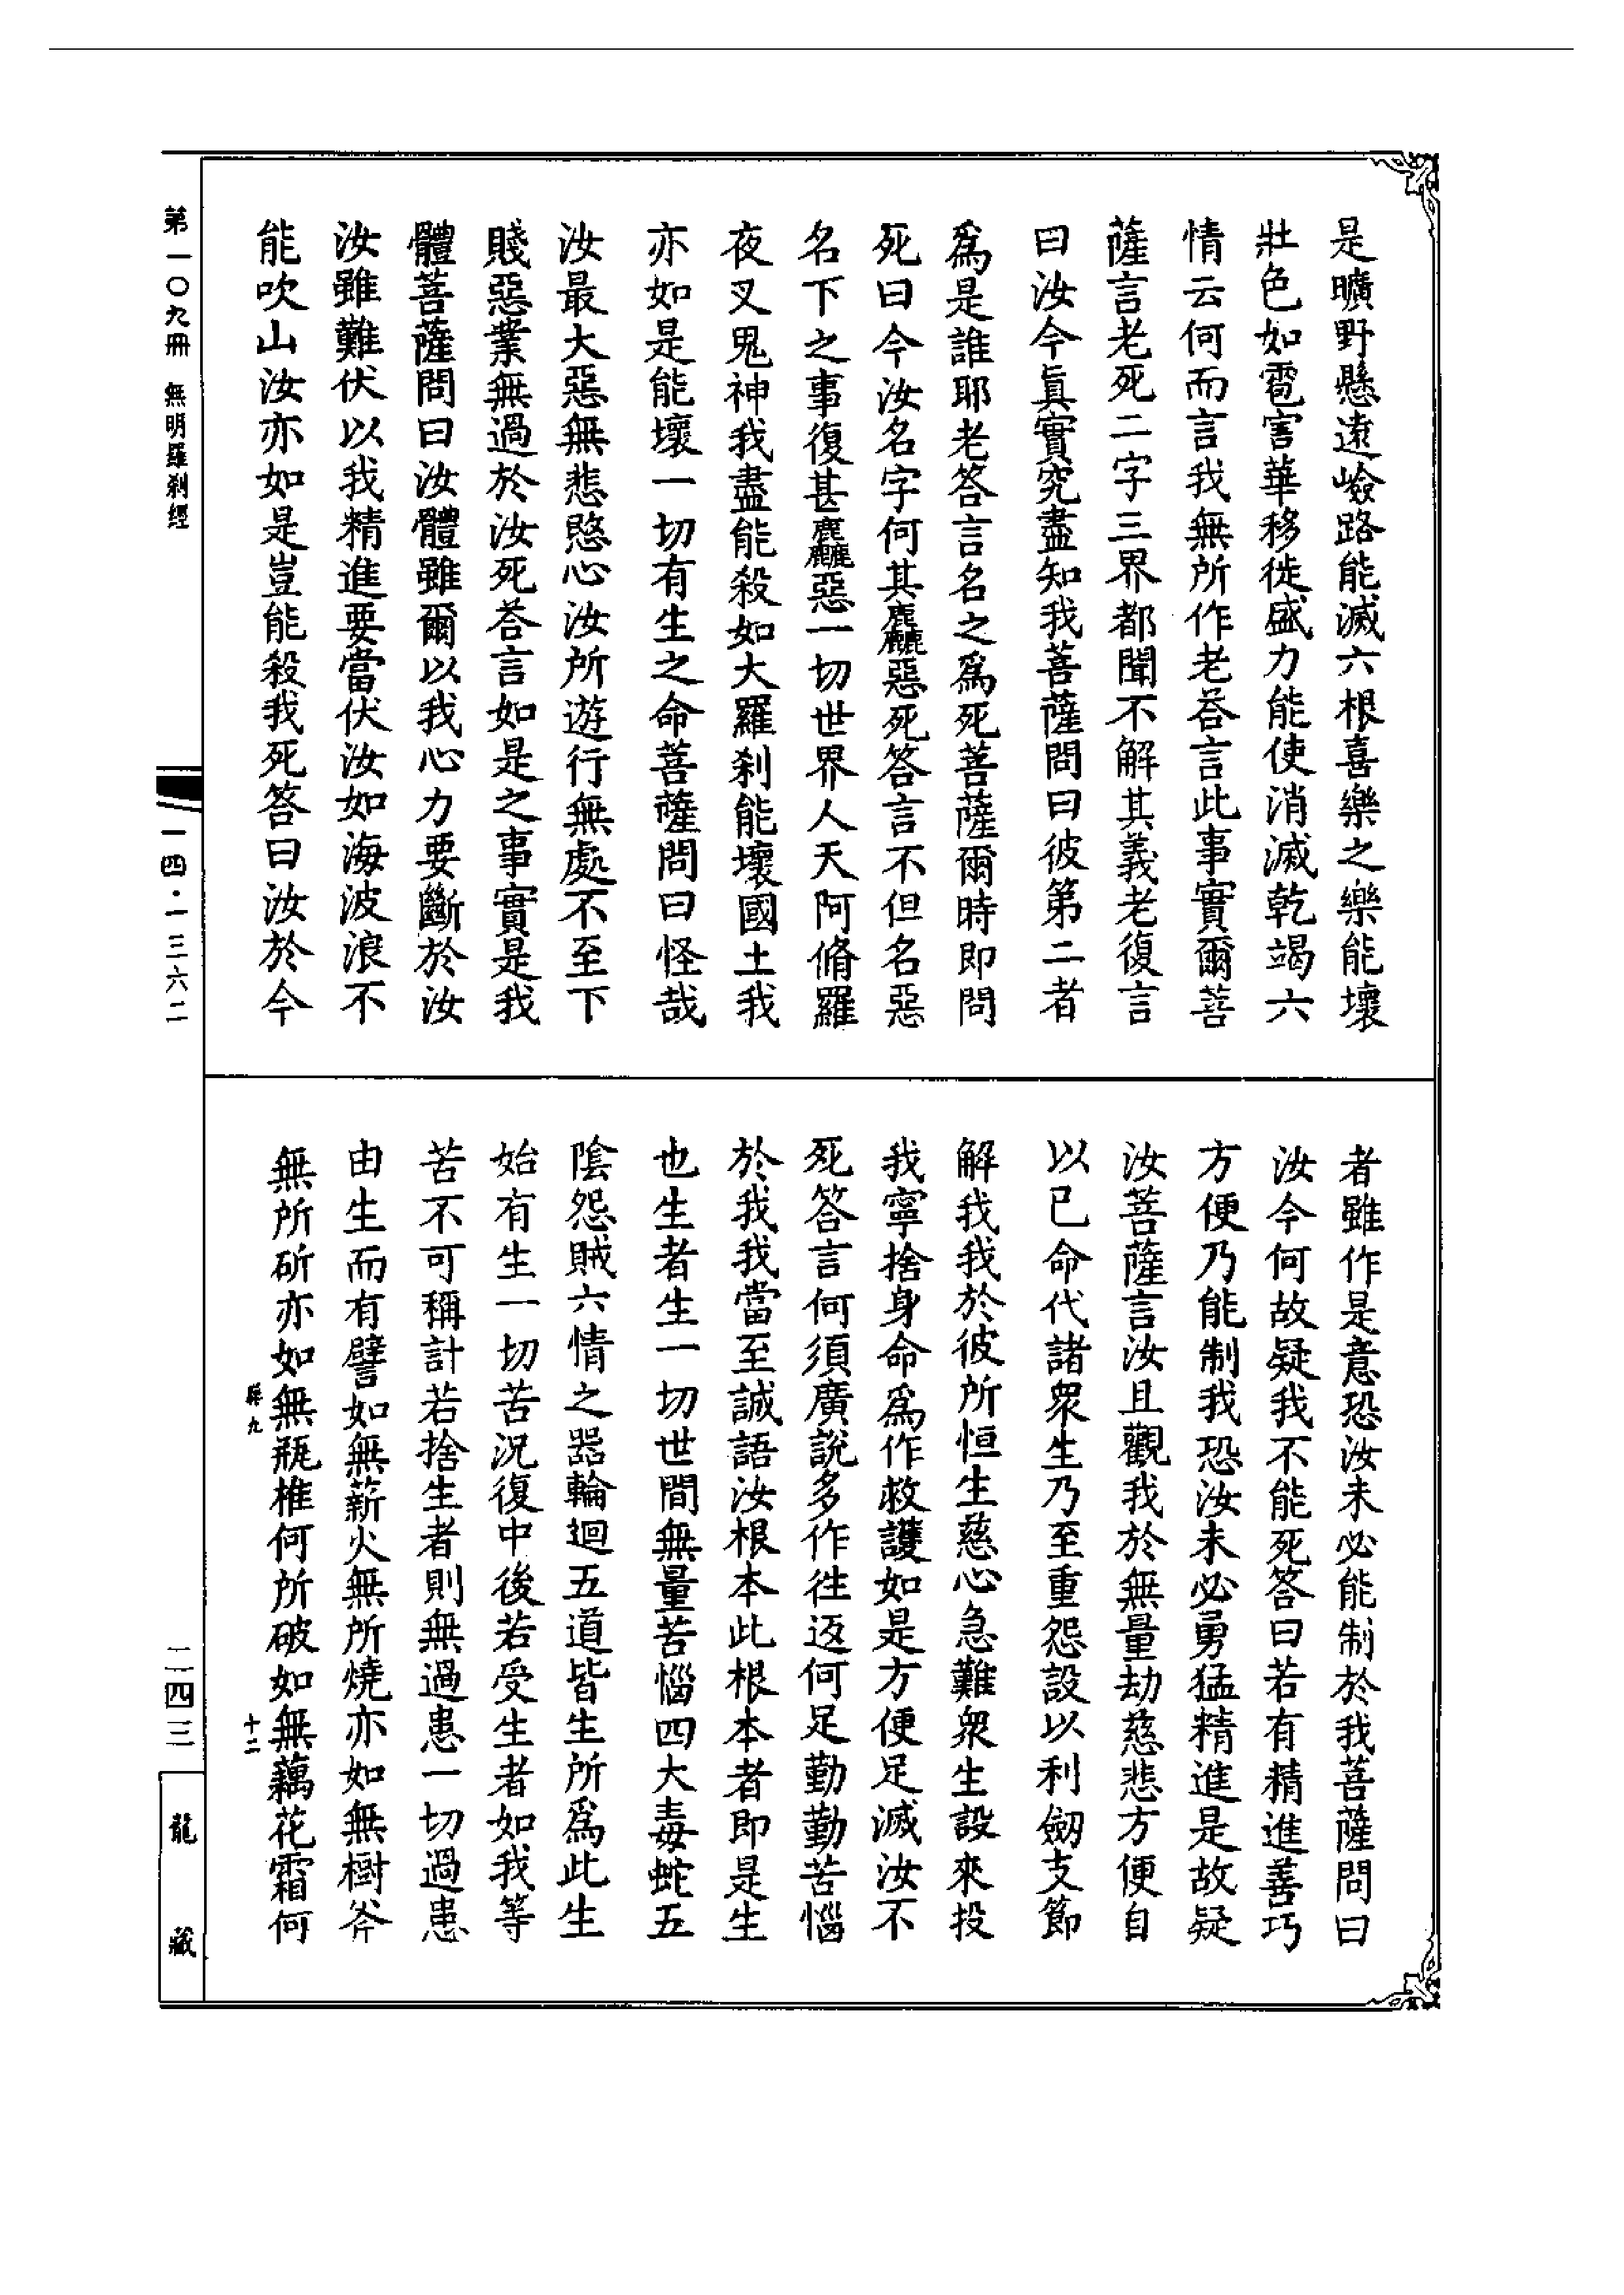 是曠野懸遠嶮路能滅六根喜樂之樂能壞
壯色如雹害華移徙盛力能使消滅乾竭六
情云何而言我無所作老荅言此事實爾菩
薩言老死二字三界都聞不解其義老復言
曰汝今眞實究盡知我菩薩問曰彼第二者
爲是誰耶老答言名之爲死菩薩爾時即問
死曰今汝名字何其麤惡死答言不但名惡
名下之事復甚麤惡一切世界人天阿脩羅
夜叉鬼神我盡能殺如大羅刹能壞國土我
亦如是能壞一切有生之命菩薩問曰怪哉
汝最大惡無悲愍心汝所遊行無處不至下
賤惡業無過於汝死荅言如是之事實是我
體菩薩問曰汝體雖爾以我心力要斷於汝
汝雖難伏以我精進要當伏汝如海波浪不
能吹山汝亦如是豈能殺我死答曰汝於今
者雖作是意恐汝未必能制於我菩薩問曰
汝今何故疑我不能死答曰若有精進善巧
方便乃能制我恐汝未必勇猛精進是故疑
汝菩薩言汝且觀我於無量劫慈悲方便自
以已命代諸衆生乃至重怨設以利劒支節
解我我於彼所恒生慈心急難衆生設來投
我寧捨身命爲作救護如是方便足滅汝不
死答言何須廣說多作徃返何足勤勤苦惱
於我我當至誠語汝根本此根本者即是生
也生者生一切世間無量苦惱四大毒蛇五
陰怨賊六情之器輪迴五道皆生所爲此生
始有生一切苦況復中後若受生者如我等
苦不可稱計若捨生者則無過患一切過患
由生而有譬如無薪火無所燒亦如無樹斧
無所斫亦如無瓶椎何所破如無藕花霜何
九
十二
第一〇九冊 無明羅刹經
一四·一三六二
二四三
龍藏